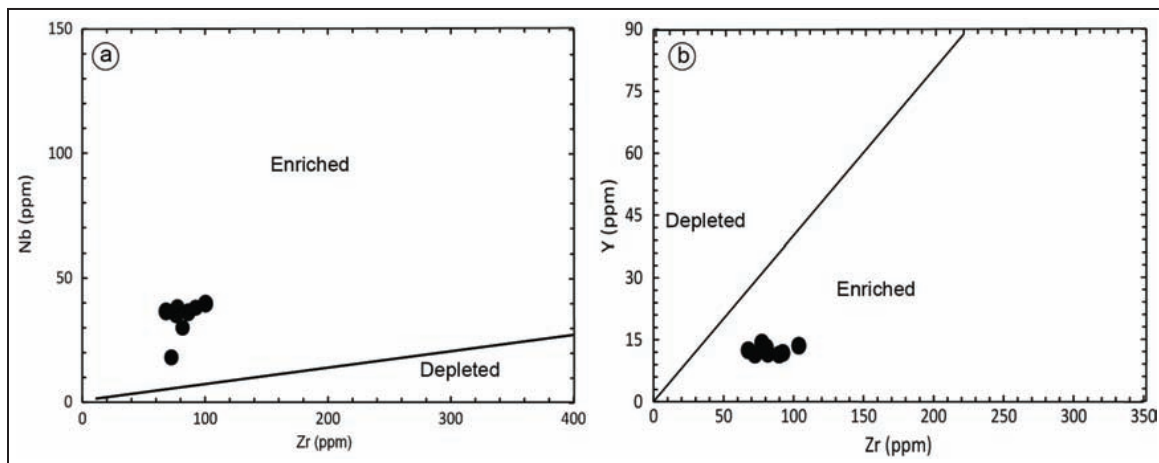 a
150
100
50
0
Nb (ppm)
Enriched
Depleted
0 100 200 300 400
Zr (ppm)
b
90
75
60
45
30
15
0
Y (ppm)
Depleted
Enriched
0 50 100 150 200 250 300 350
Zr (ppm)